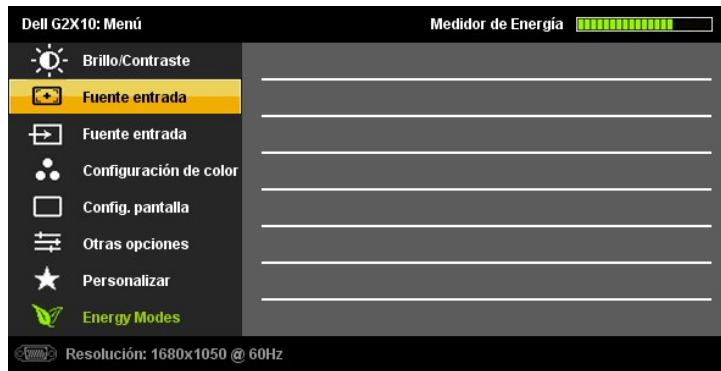 Dell G2X10: Menú
Medidor de Energía
Brillo/Contraste
Fuente entrada
Fuente entrada
Configuración de color
Config. pantalla
Otras opciones
Personalizar
Energy Modes
Resolución: 1680x1050 @ 60Hz